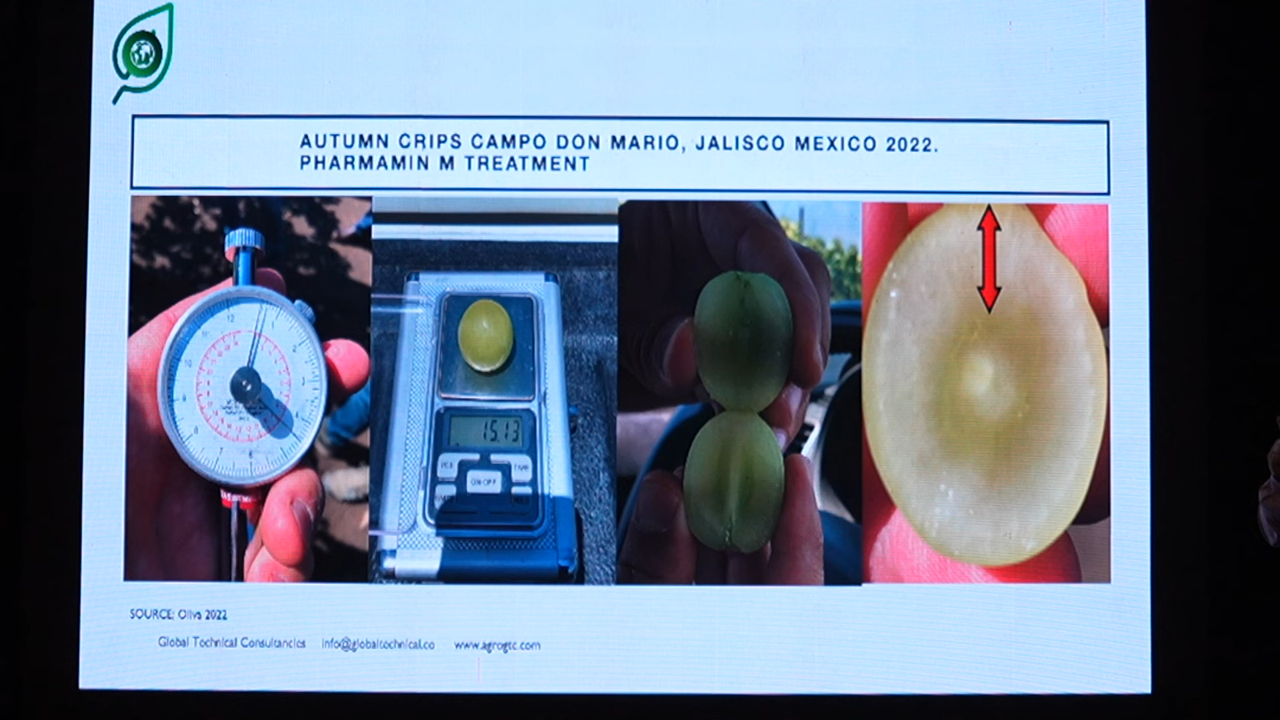 AUTUMN CRIPS CAMPO DON MARIO, JALISCO MEXICO 2022.
PHARMAMIN M TREATMENT
15.13
ON/OFF
SOURCE: Oliva 2022
Global Technical Consultancies info@globaltechnical.co www.agrogtc.com